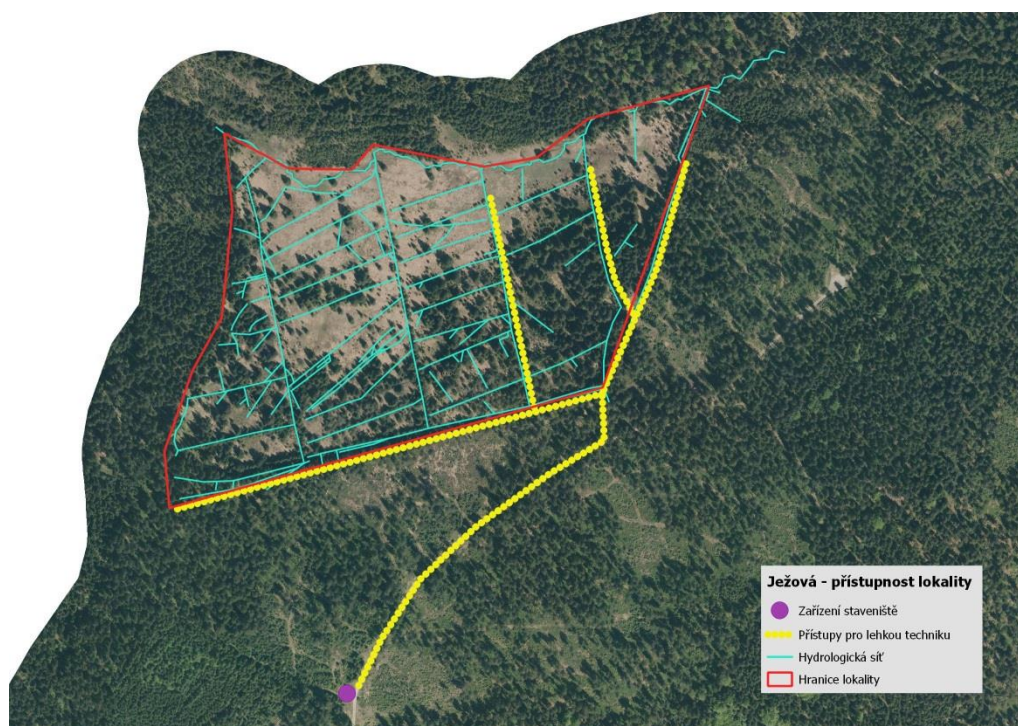 Ježová - přístupnost lokality
Zařízení staveniště
Přístupy pro lehkou techniku
Hydrologická síť
Hranice lokality